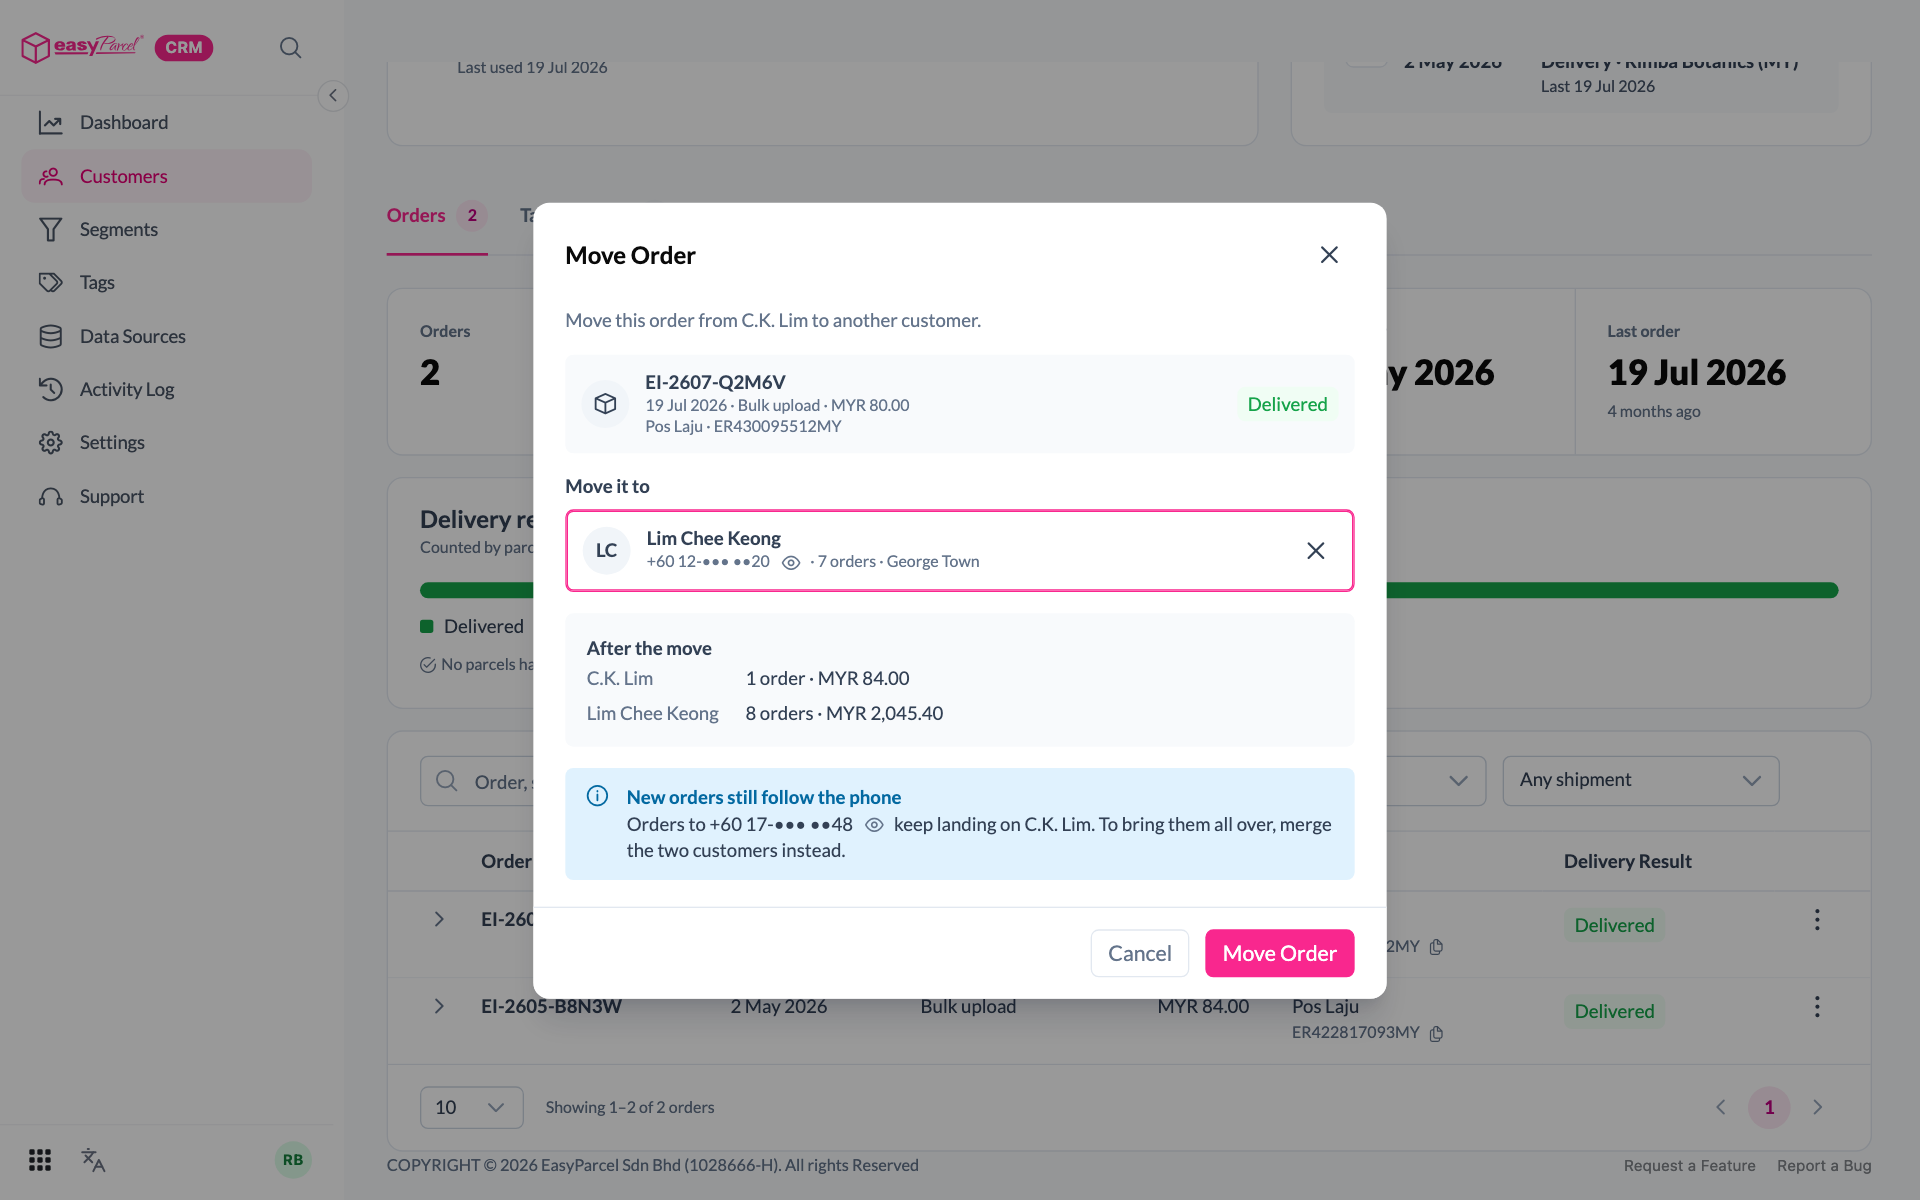 easyParcel CRM
Dashboard
Customers
Segments
Tags
Data Sources
Activity Log
Settings
Support
RB
Last used 19 Jul 2026
2 May 2026
Delivery · Rimba Botanics (MY)
Last 19 Jul 2026
Orders 2
Orders
2
2026
Last order
19 Jul 2026
4 months ago
Delivery
Counted by
Delivered
No parcels
Order,
Any shipment
Order
Delivery Result
Delivered
2MY
EI-2605-B8N3W 2 May 2026 Bulk upload MYR 84.00 Pos Laju Delivered
ER422817093MY
10 Showing 1–2 of 2 orders 1
COPYRIGHT © 2026 EasyParcel Sdn Bhd (1028666-H). All rights Reserved
Request a Feature Report a Bug
Move Order
Move this order from C.K. Lim to another customer.
EI-2607-Q2M6V
19 Jul 2026 · Bulk upload · MYR 80.00
Pos Laju · ER430095512MY
Delivered
Move it to
LC
Lim Chee Keong
+60 12-••• ••20 · 7 orders · George Town
After the move
C.K. Lim 1 order · MYR 84.00
Lim Chee Keong 8 orders · MYR 2,045.40
New orders still follow the phone
Orders to +60 17-••• ••48 keep landing on C.K. Lim. To bring them all over, merge
the two customers instead.
Cancel Move Order